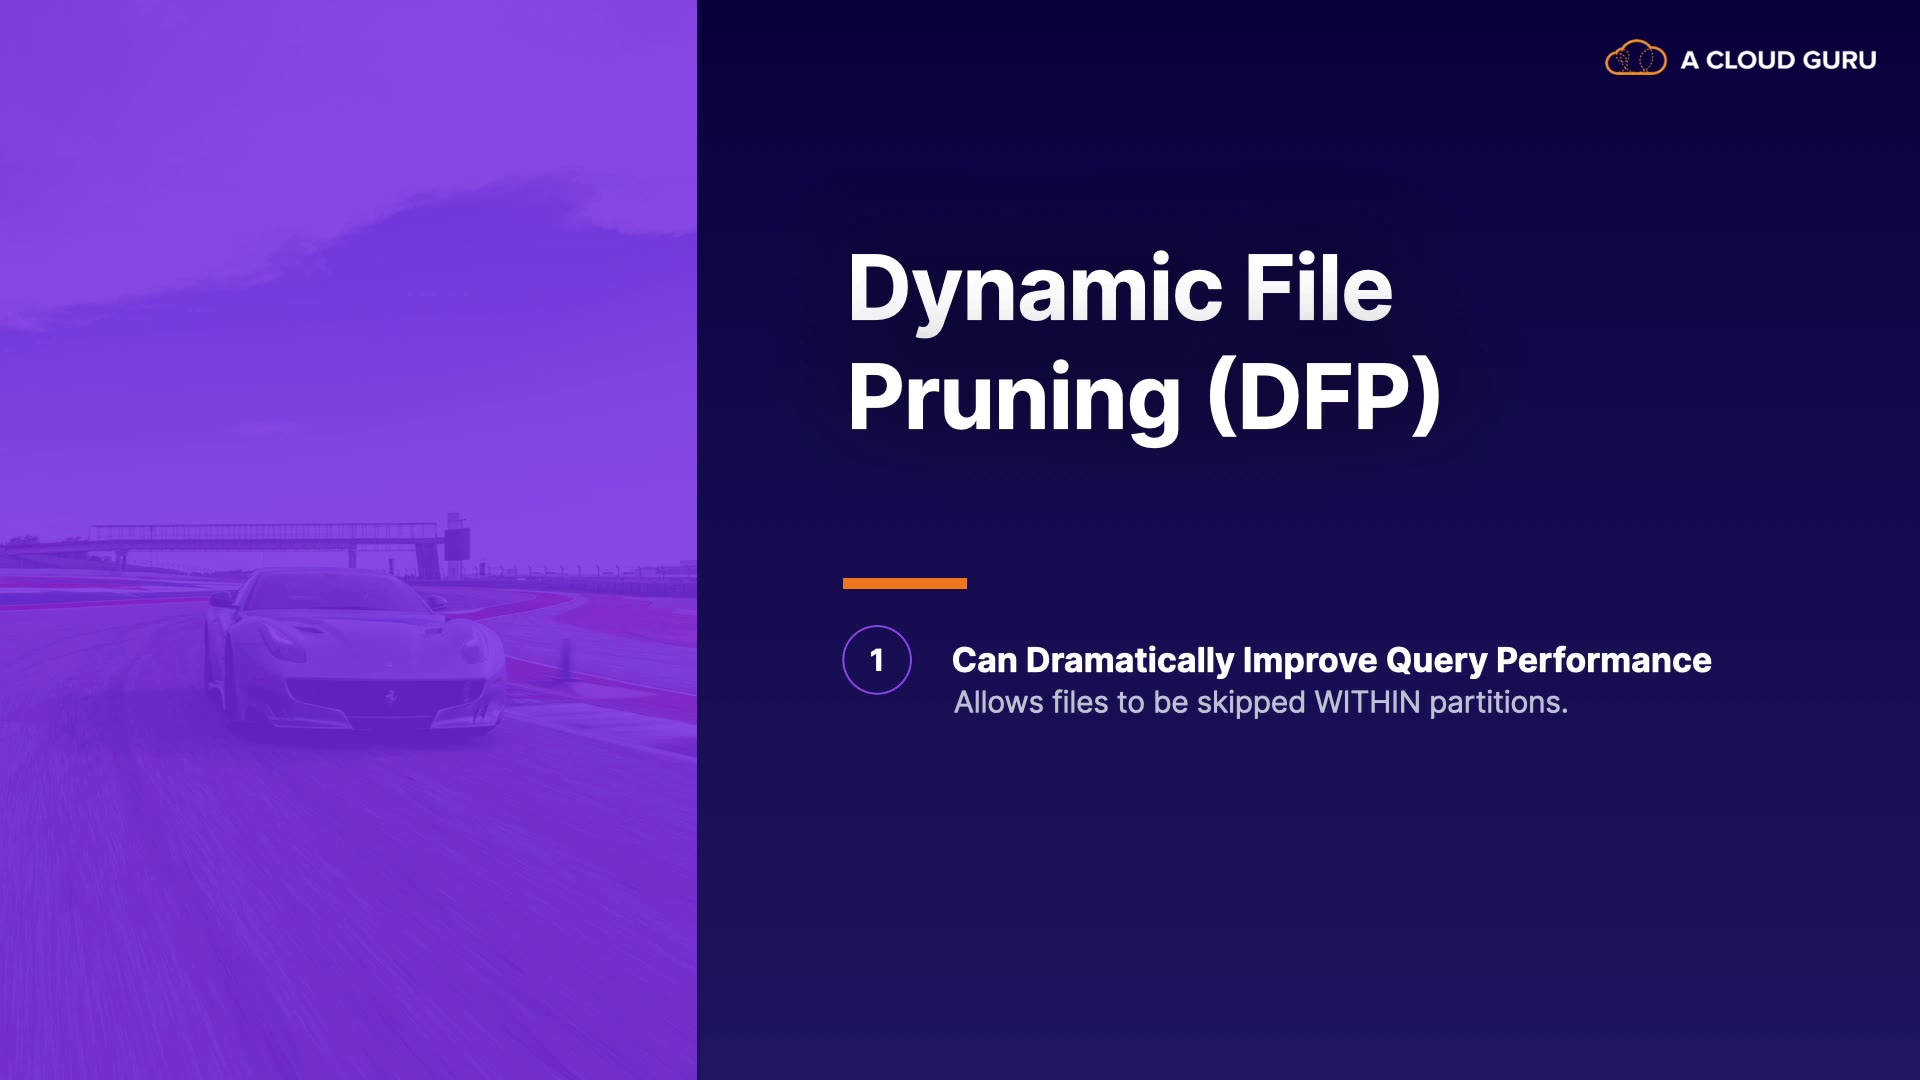 A CLOUD GURU
Dynamic File
Pruning (DFP)
1
Can Dramatically Improve Query Performance
Allows files to be skipped WITHIN partitions.